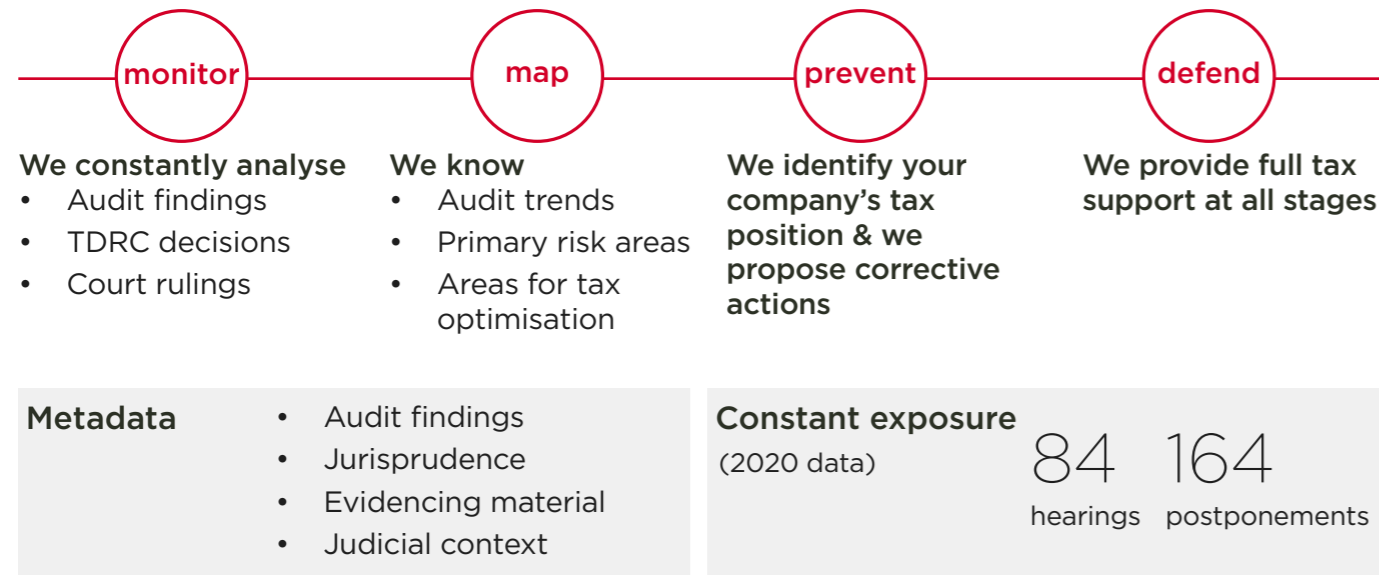 monitor
map
prevent
defend
We constantly analyse
• Audit findings
• TDRC decisions
• Court rulings
We know
• Audit trends
• Primary risk areas
• Areas for tax
optimisation
We identify your
company’s tax
position & we
propose corrective
actions
We provide full tax
support at all stages
Metadata
• Audit findings
• Jurisprudence
• Evidencing material
• Judicial context
Constant exposure
(2020 data)
84
hearings
164
postponements